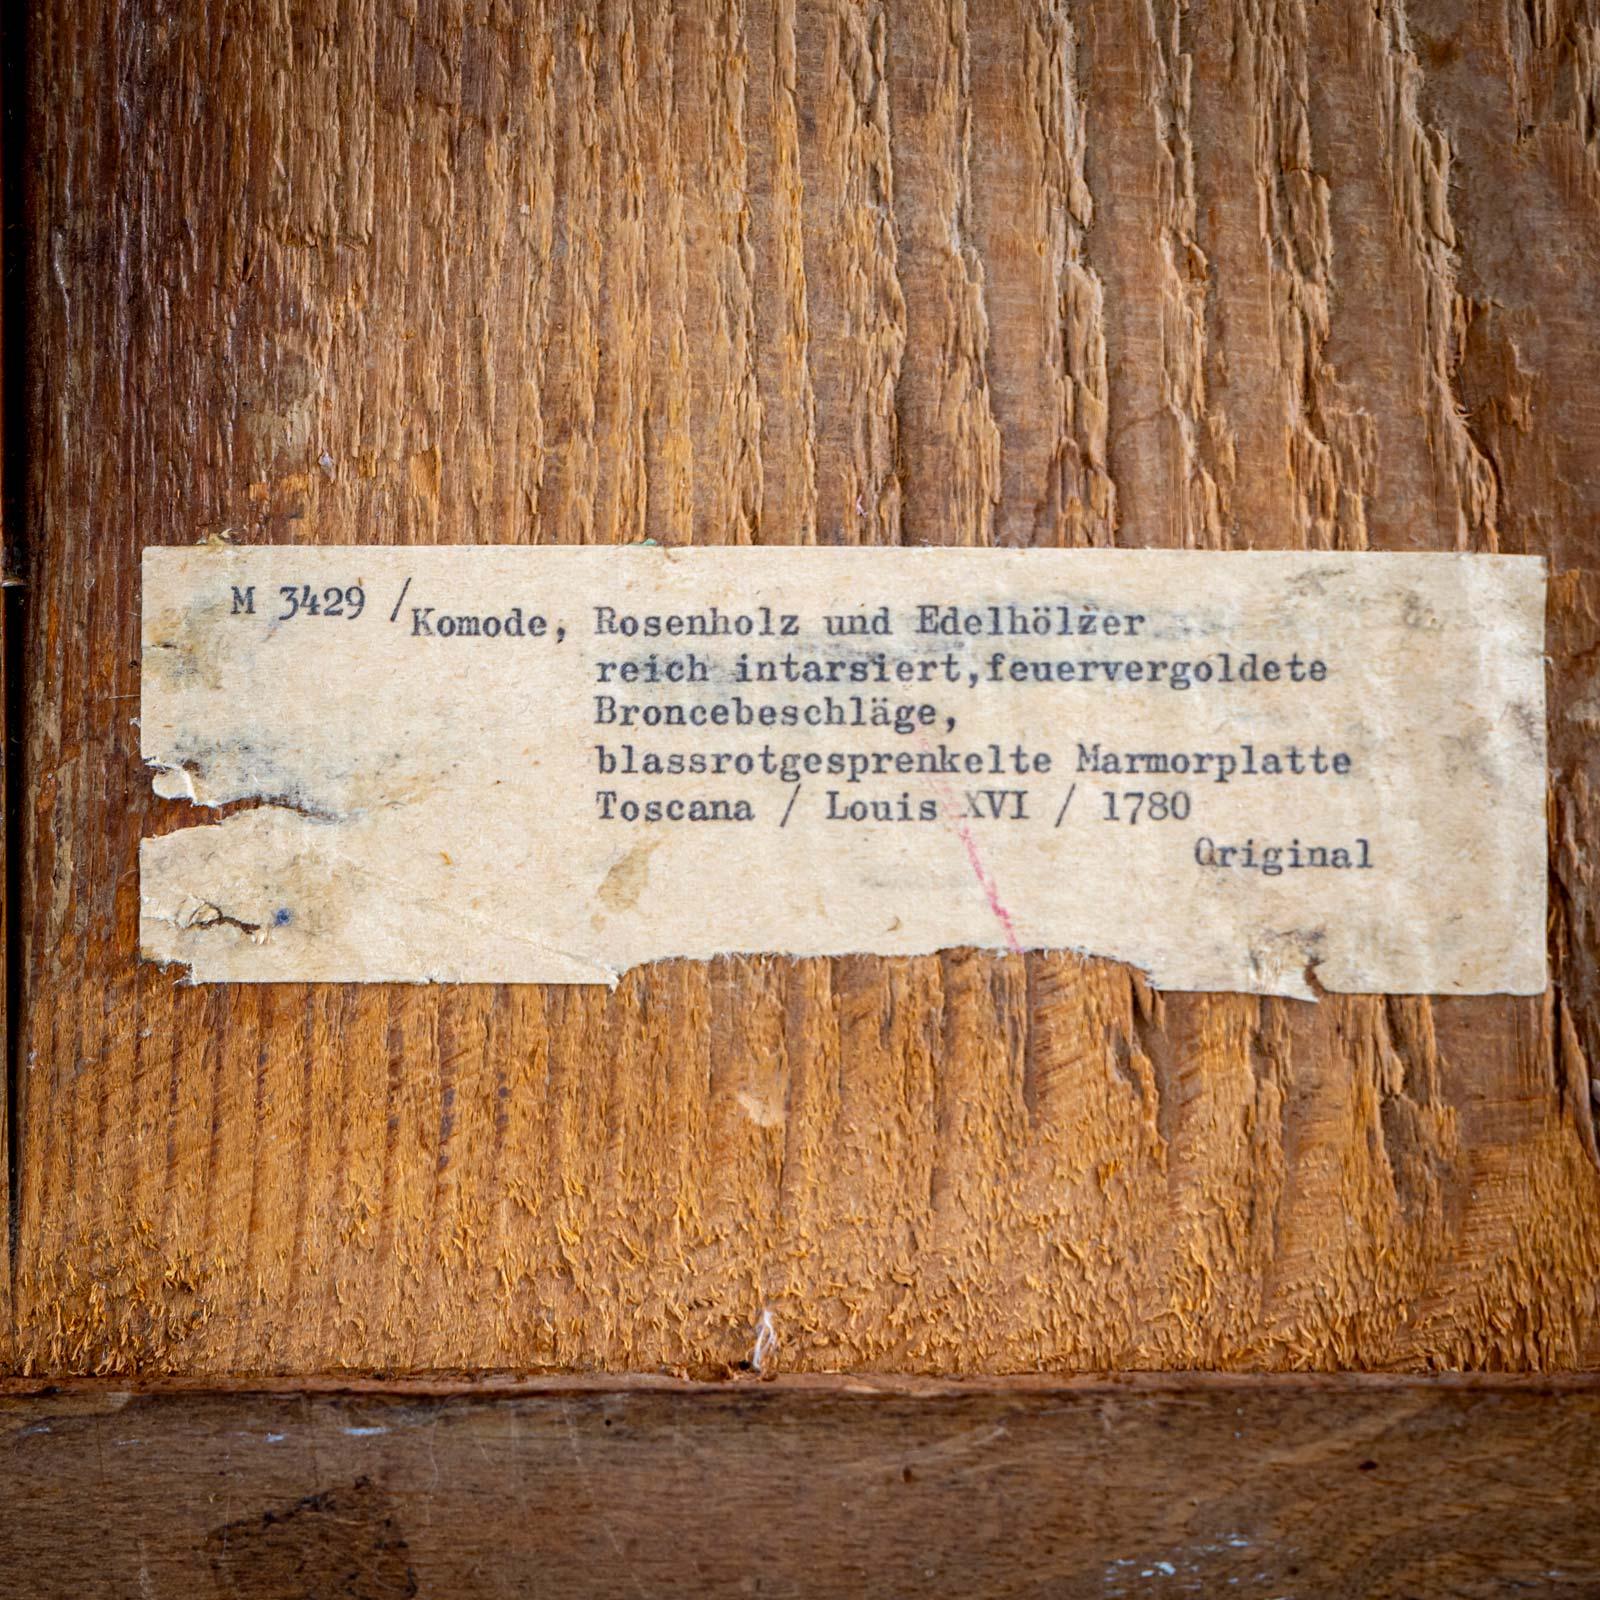 M 3429 / Komode, Rosenholz und Edelhölzer
reich intarsiert,feuervergoldete
Broncebeschläge,
blassrotgesprenkelte Marmorplatte
Toscana / Louis XVI / 1780
Original